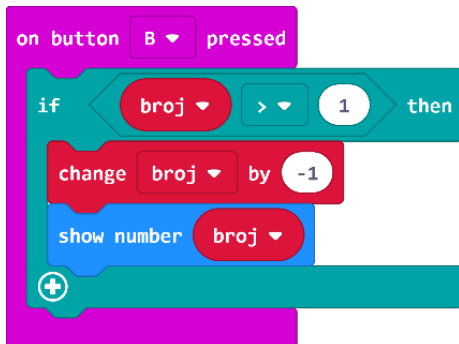 on button B pressed
if broj > 1 then
change broj by -1
show number broj